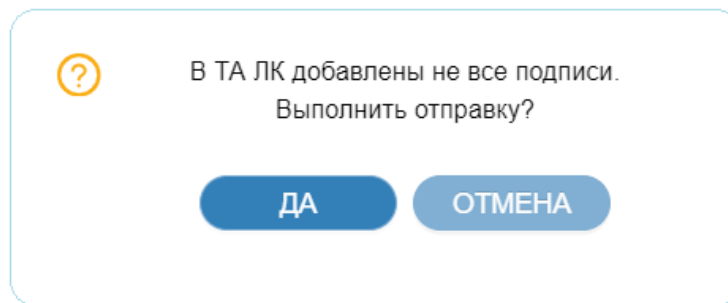 В ТА ЛК добавлены не все подписи.
Выполнить отправку?
ДА
ОТМЕНА